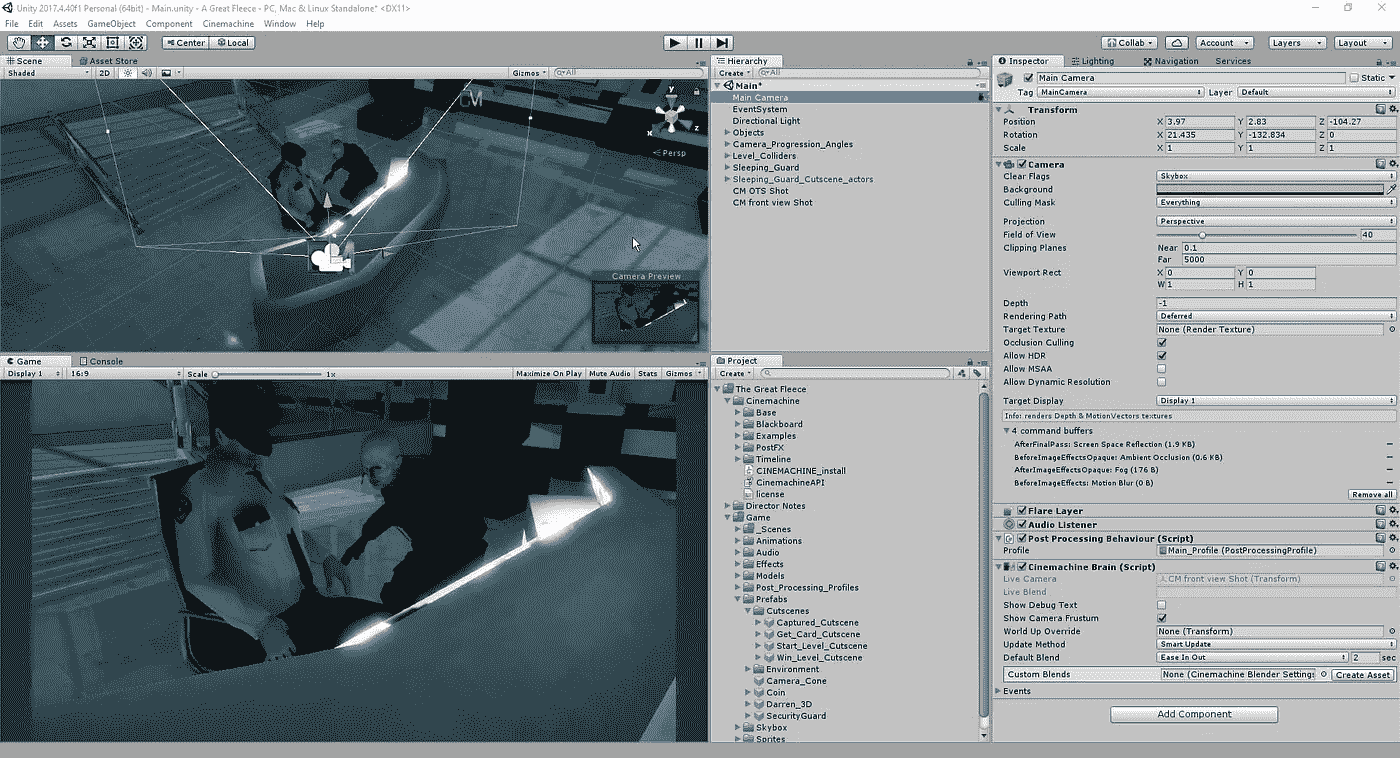 Unity 2017.4.40f1 Personal (64bit) - Main.unity - A Great Fleece - PC, Mac & Linux Standalone* <DX11>
File Edit Assets GameObject Component Cinemachine Window Help
Center Local Collab Account Layers Layout
Scene Asset Store
Shaded 2D Gizmos All
CM
y
x z
Persp
Camera Preview
Game Console
Display 1 16:9 Scale 1x Maximize On Play Mute Audio Stats Gizmos
Hierarchy
Create All
Main*
Main Camera
EventSystem
Directional Light
Objects
Camera_Progression_Angles
Level_Colliders
Sleeping_Guard
Sleeping_Guard_Cutscene_actors
CM OTS Shot
CM front view Shot
Project
Create
The Great Fleece
Cinemachine
Base
Blackboard
Examples
PostFX
Timeline
CINEMACHINE_install
CinemachineAPI
license
Director Notes
Game
_Scenes
Animations
Audio
Effects
Models
Post_Processing_Profiles
Prefabs
Cutscenes
Captured_Cutscene
Get_Card_Cutscene
Start_Level_Cutscene
Win_Level_Cutscene
Environment
Camera_Cone
Coin
Darren_3D
SecurityGuard
Skybox
Sprites
Inspector Lighting Navigation Services
Main Camera Static
Tag MainCamera Layer Default
Transform
Position X 3.97 Y 2.83 Z -104.27
Rotation X 21.435 Y -132.834 Z 0
Scale X 1 Y 1 Z 1
Camera
Clear Flags Skybox
Background
Culling Mask Everything
Projection Perspective
Field of View 40
Clipping Planes Near 0.1
Far 5000
Viewport Rect X 0 Y 0
W 1 H 1
Depth -1
Rendering Path Deferred
Target Texture None (Render Texture)
Occlusion Culling
Allow HDR
Allow MSAA
Allow Dynamic Resolution
Target Display Display 1
Info: renders Depth & MotionVectors textures
4 command buffers
AfterFinalPass: Screen Space Reflection (1.9 KB)
BeforeImageEffectsOpaque: Ambient Occlusion (0.6 KB)
AfterImageEffectsOpaque: Fog (176 B)
BeforeImageEffects: Motion Blur (0 B)
Remove all
Flare Layer
Audio Listener
Post Processing Behaviour (Script)
Profile Main_Profile (PostProcessingProfile)
Cinemachine Brain (Script)
Live Camera CM front view Shot (Transform)
Live Blend
Show Debug Text
Show Camera Frustum
World Up Override None (Transform)
Update Method Smart Update
Default Blend Ease In Out 2 sec
Custom Blends None (Cinemachine Blender Settings Create Asset
Events
Add Component